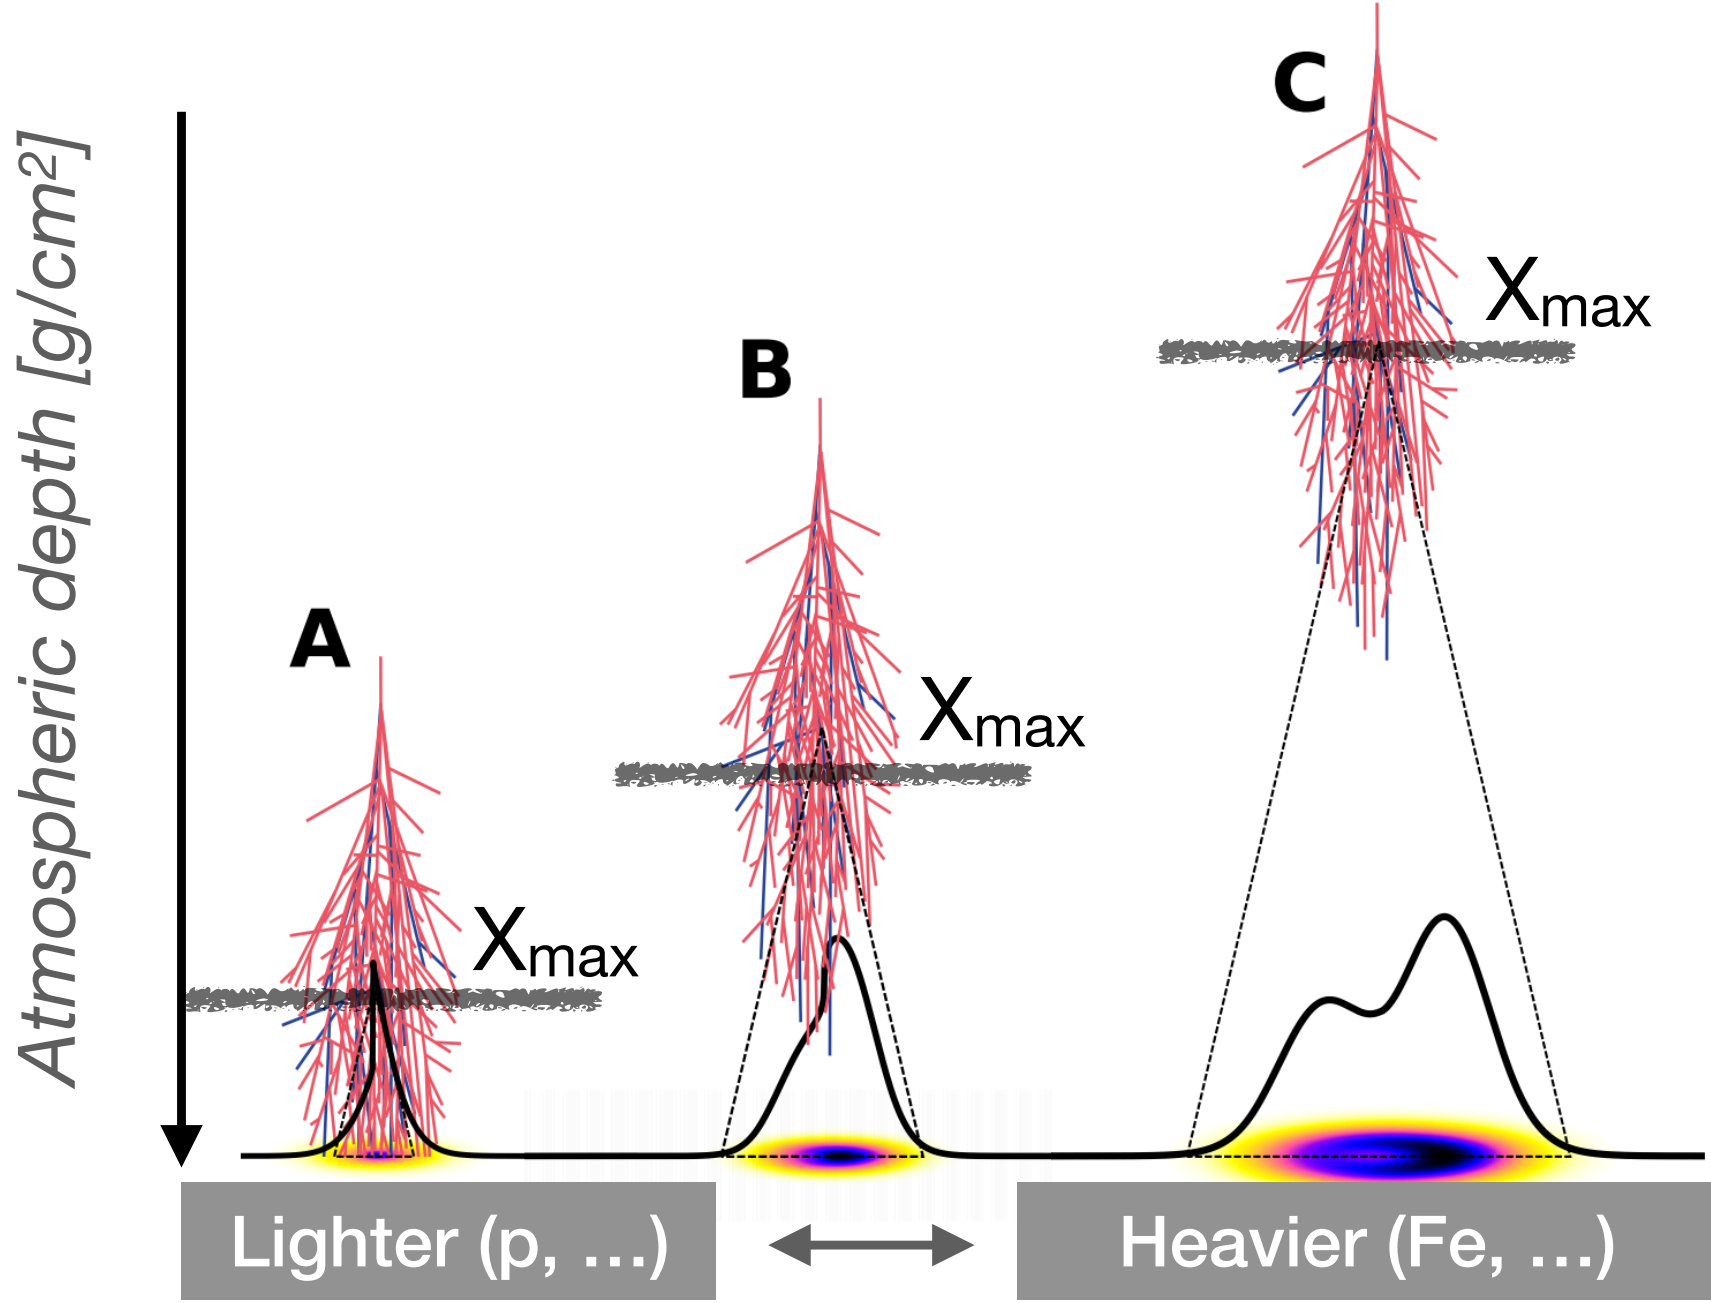 Atmospheric depth [g/cm²]
A
Xmax
B
Xmax
C
Xmax
Lighter (p, …)
Heavier (Fe, …)